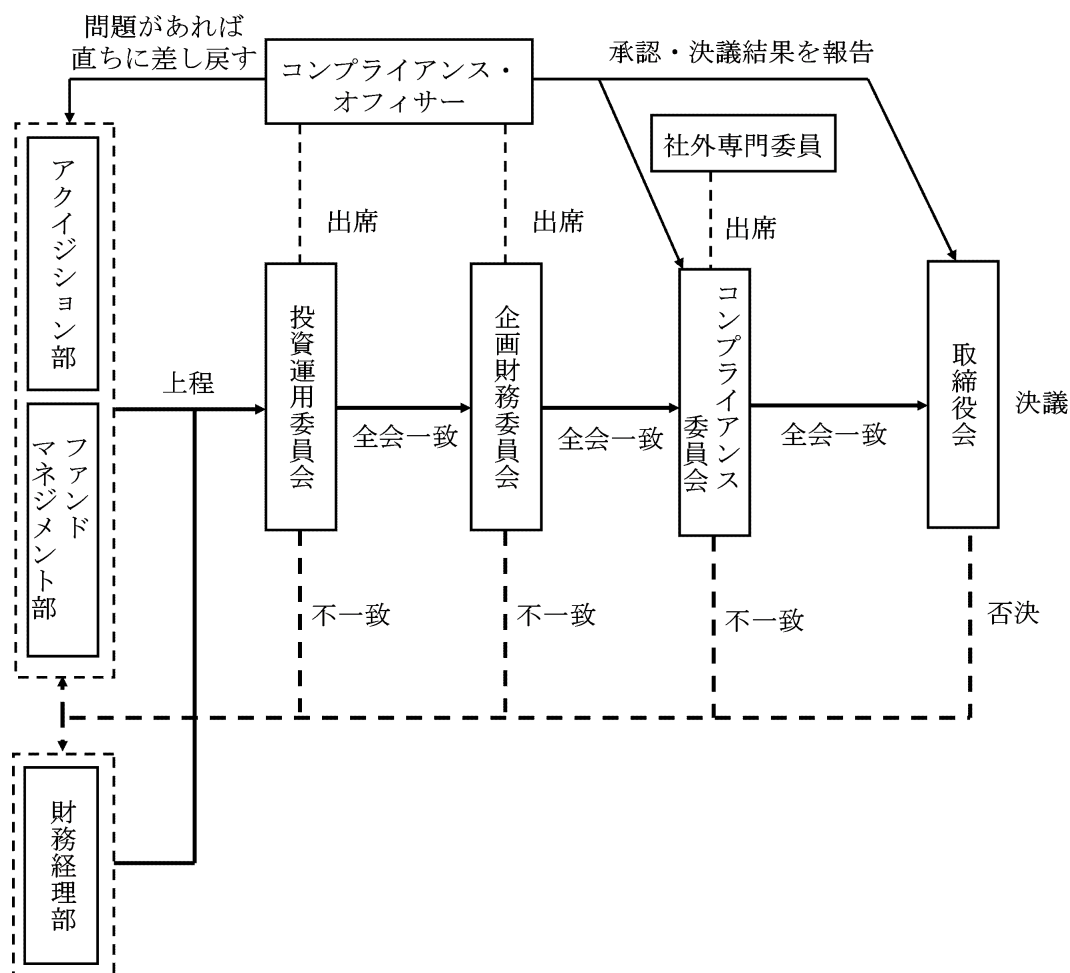 問題があれば
直ちに差し戻す
コンプライアンス・
オフィサー
承認・決議結果を報告
社外専門委員
出席
出席
出席
アクイジション部
ファンド
マネジメント部
上程
投資運用委員会
全会一致
企画財務委員会
全会一致
コンプライアンス
委員会
全会一致
取締役会
決議
不一致
不一致
不一致
否決
財務経理部